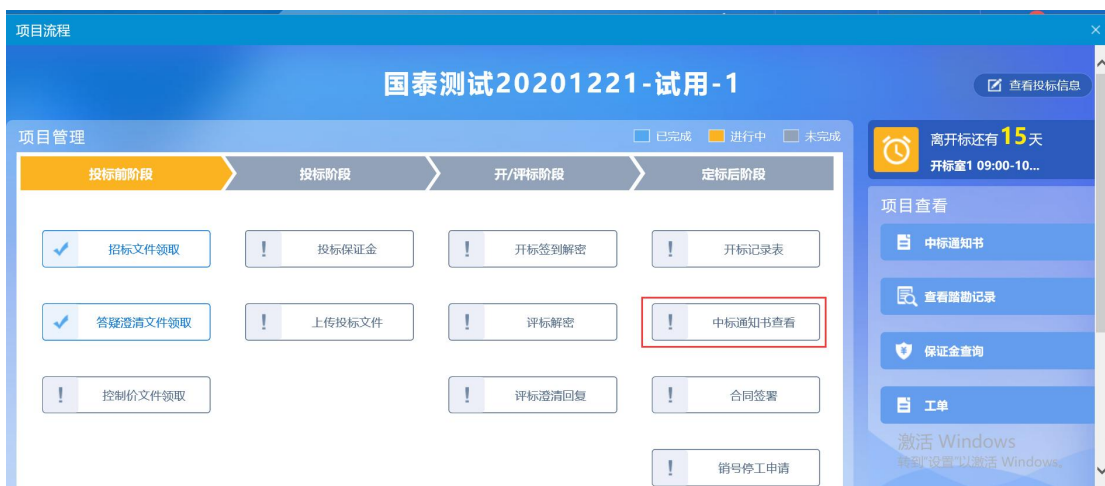 项目流程
国泰测试20201221-试用-1
查看投标信息
项目管理
已完成 进行中 未完成
投标前阶段 投标阶段 开/评标阶段 定标后阶段
招标文件领取 投标保证金 开标签到解密 开标记录表
答疑澄清文件领取 上传投标文件 评标解密 中标通知书查看
控制价文件领取 评标澄清回复 合同签署
销号停工申请
离开标还有15天
开标室1 09:00-10...
项目查看
中标通知书
查看踏勘记录
保证金查询
工单
激活 Windows
转到"设置"以激活 Windows。